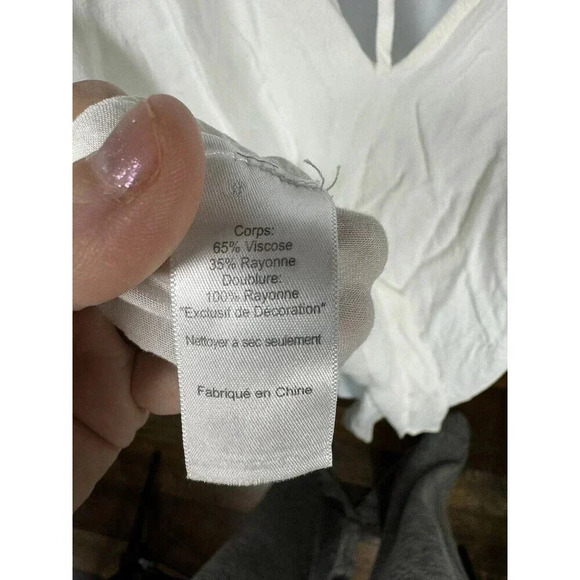 Corps:
65% Viscose
35% Rayonne
Doublure:
100% Rayonne
"Exclusif de Décoration"
Nettoyer à sec seulement
Fabriqué en Chine